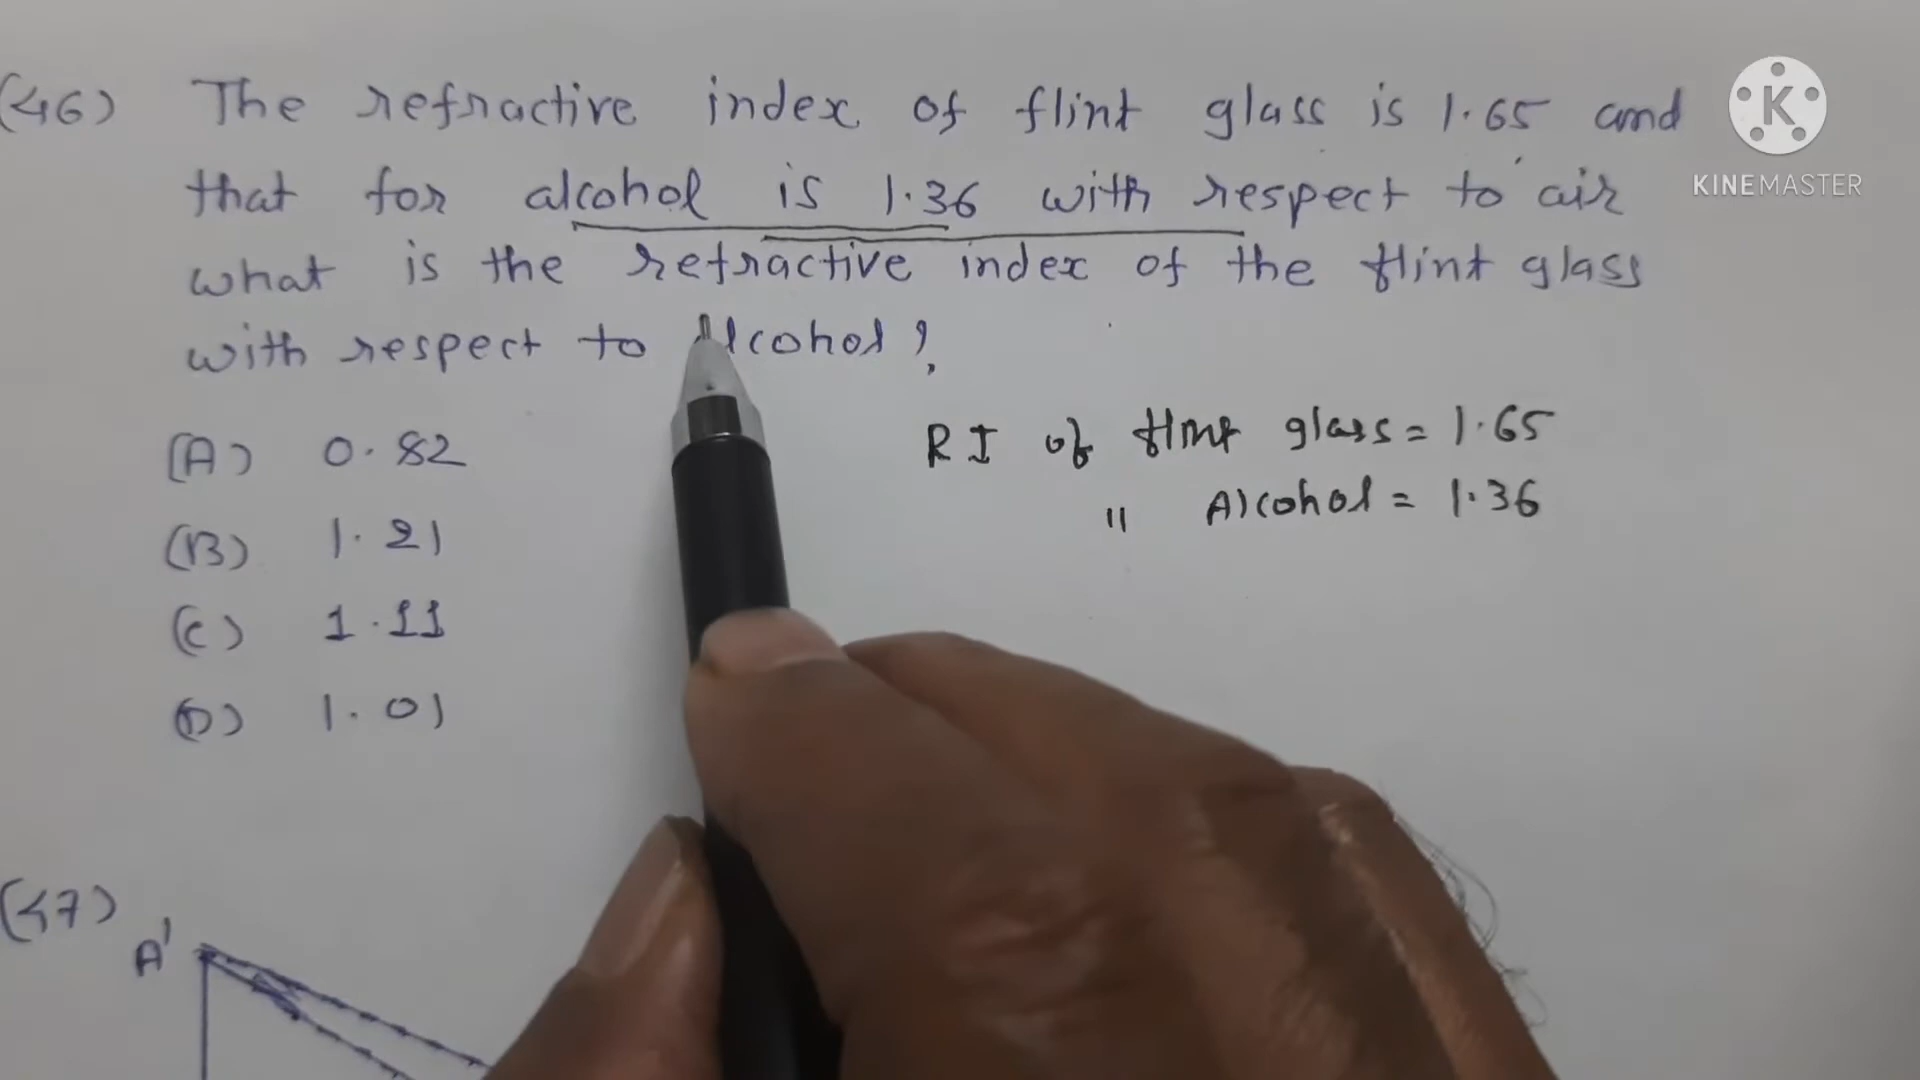 (46) The refractive index of flint glass is 1.65 and
that for alcohol is 1.36 with respect to air
what is the refractive index of the flint glass
with respect to Alcohol?
(A) 0.82
(B) 1.21
(C) 1.11
(D) 1.01
RI of flint glass = 1.65
" Alcohol = 1.36
(47)
A'
K
KINEMASTER